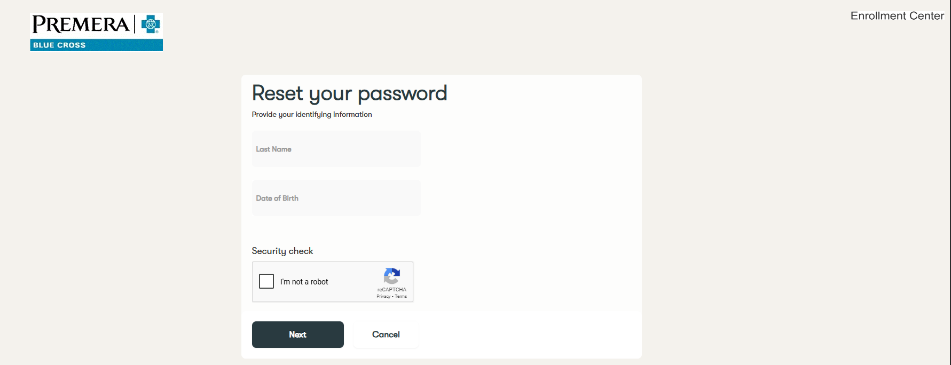 PREMERA
BLUE CROSS
Enrollment Center
Reset your password
Provide your identifying information
Last Name
Date of Birth
Security check
I'm not a robot
reCAPTCHA
Privacy - Terms
Next
Cancel